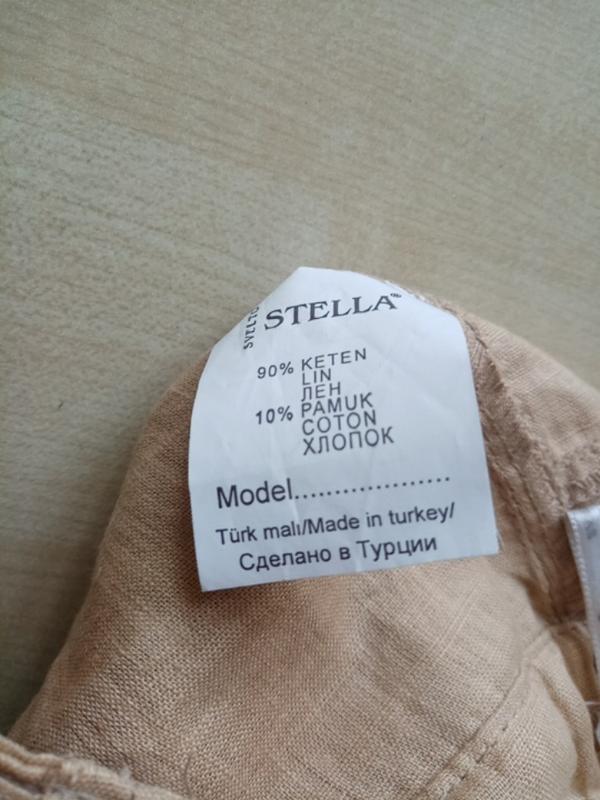 STELLA®
90% KETEN
LIN
ЛЕН
10% PAMUK
COTON
ХЛОПОК
Model...................
Türk malı/Made in turkey/
Сделано в Турции